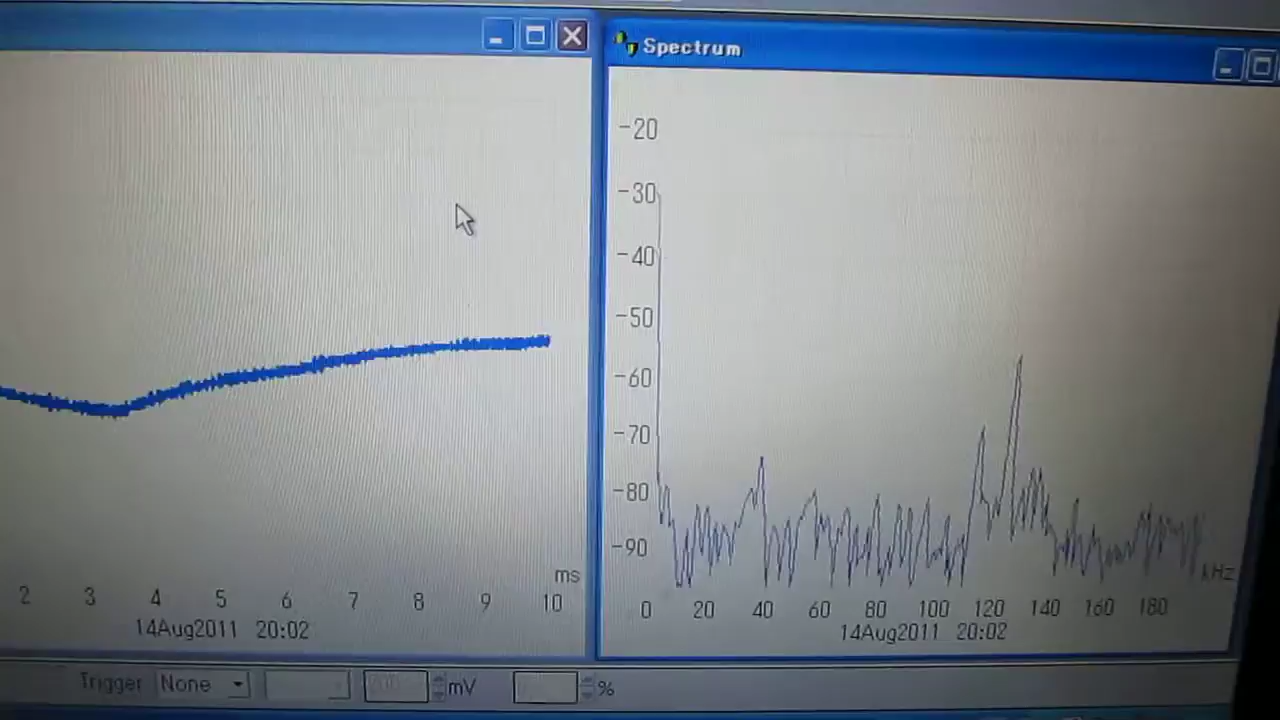 Spectrum
-20
-30
-40
-50
-60
-70
-80
-90
kHz
0 20 40 60 80 100 120 140 160 180
14Aug2011 20:02
ms
2 3 4 5 6 7 8 9 10
14Aug2011 20:02
Trigger None mV %